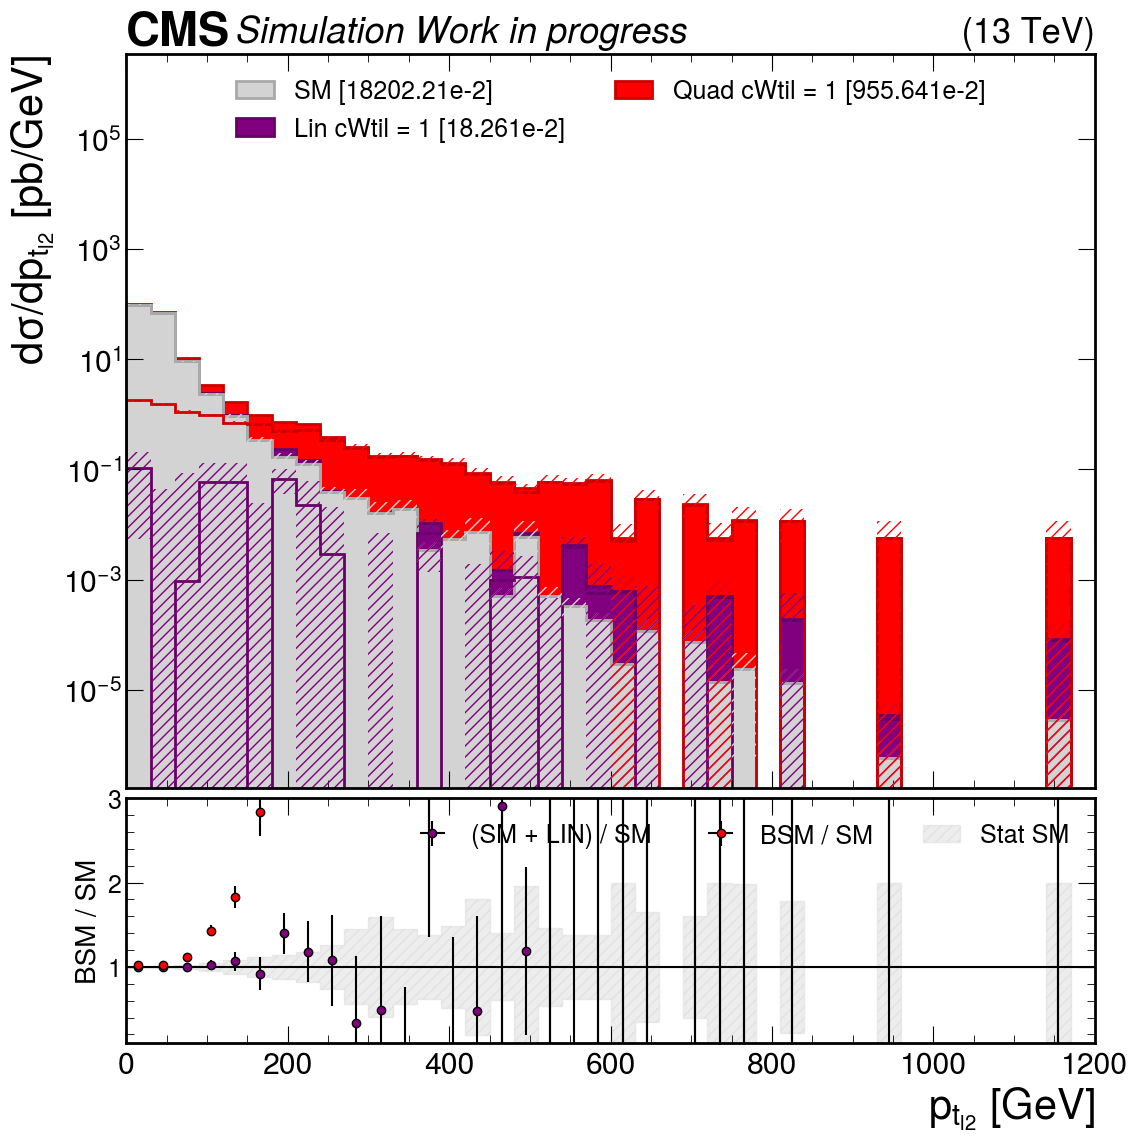 CMS Simulation Work in progress (13 TeV)
dσ/dp_{t_{l2}} [pb/GeV]
SM [18202.21e-2]
Quad cWtil = 1 [955.641e-2]
Lin cWtil = 1 [18.261e-2]
10^5
10^3
10^1
10^{-1}
10^{-3}
10^{-5}
BSM / SM
3
2
1
(SM + LIN) / SM
BSM / SM
Stat SM
0 200 400 600 800 1000 1200
p_{t_{l2}} [GeV]